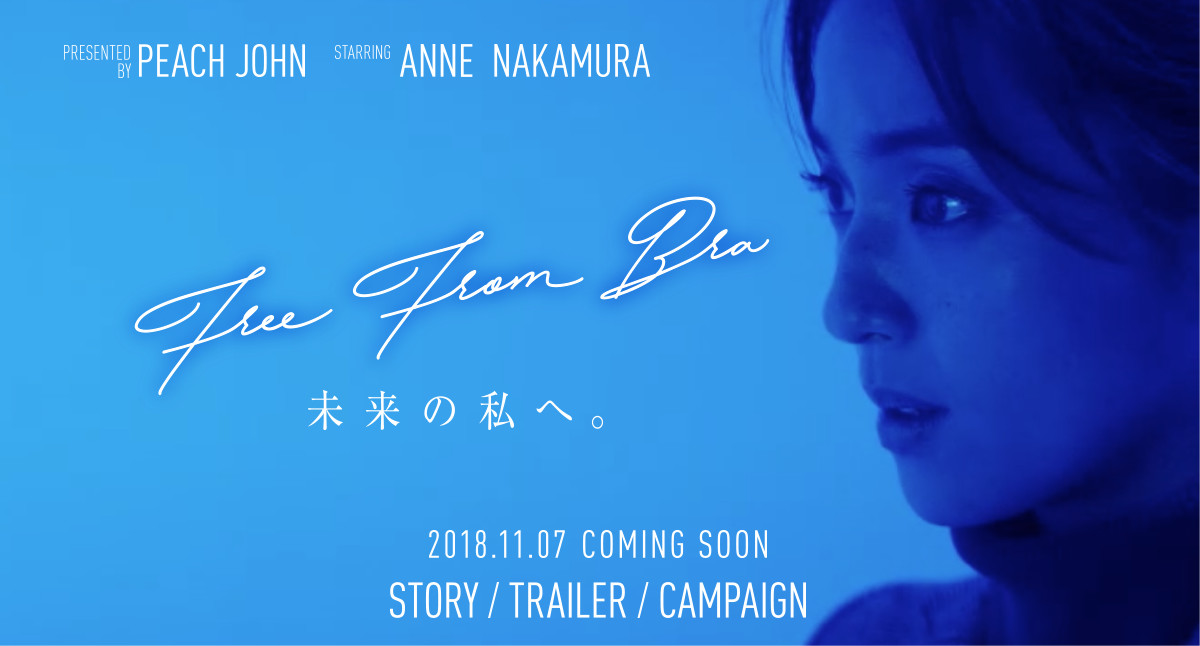 PRESENTED BY PEACH JOHN STARRING ANNE NAKAMURA
Free From Bra
未来の私へ。
2018.11.07 COMING SOON
STORY / TRAILER / CAMPAIGN